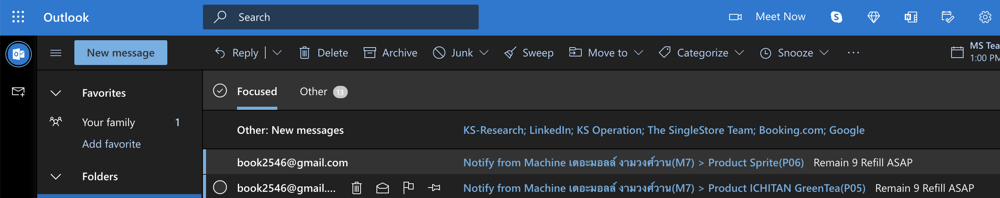 Outlook
Search
Meet Now
New message
Reply
Delete
Archive
Junk
Sweep
Move to
Categorize
Snooze
MS Tea
1:00 PM
Favorites
Your family 1
Add favorite
Folders
Focused
Other 13
Other: New messages KS-Research; LinkedIn; KS Operation; The SingleStore Team; Booking.com; Google
book2546@gmail.com Notify from Machine เดอะมอลล์ งามวงศ์วาน(M7) > Product Sprite(P06) Remain 9 Refill ASAP
book2546@gmail.... Notify from Machine เดอะมอลล์ งามวงศ์วาน(M7) > Product ICHITAN GreenTea(P05) Remain 9 Refill ASAP